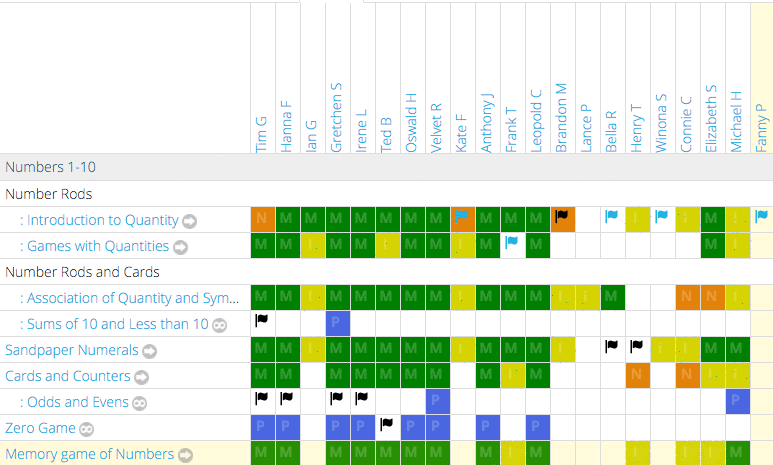 Tim G
Hanna F
Ian G
Gretchen S
Irene L
Ted B
Oswald H
Velvet R
Kate F
Anthony J
Frank T
Leopold C
Brandon M
Lance P
Bella R
Henry T
Winona S
Connie C
Elizabeth S
Michael H
Fanny P
Numbers 1-10
Number Rods
: Introduction to Quantity N M M M M M M M M M M I I M I
: Games with Quantities M M I M M I M M I M M M I
Number Rods and Cards
: Association of Quantity and Sym... M M I M M M M M I M M M I I M N N I
: Sums of 10 and Less than 10 P
Sandpaper Numerals M M I M M M M M I M M M I I I M M
Cards and Counters M M M M M M M M I M N N I I
: Odds and Evens P P
Zero Game P P P P P P P P
Memory game of Numbers M M M M M M M M I M I I I M